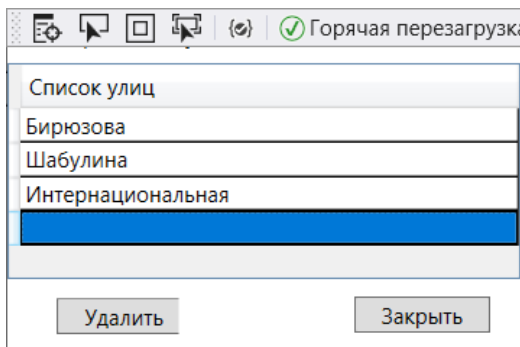 Горячая перезагрузка
Список улиц
Бирюзова
Шабулина
Интернациональная
Удалить Закрыть